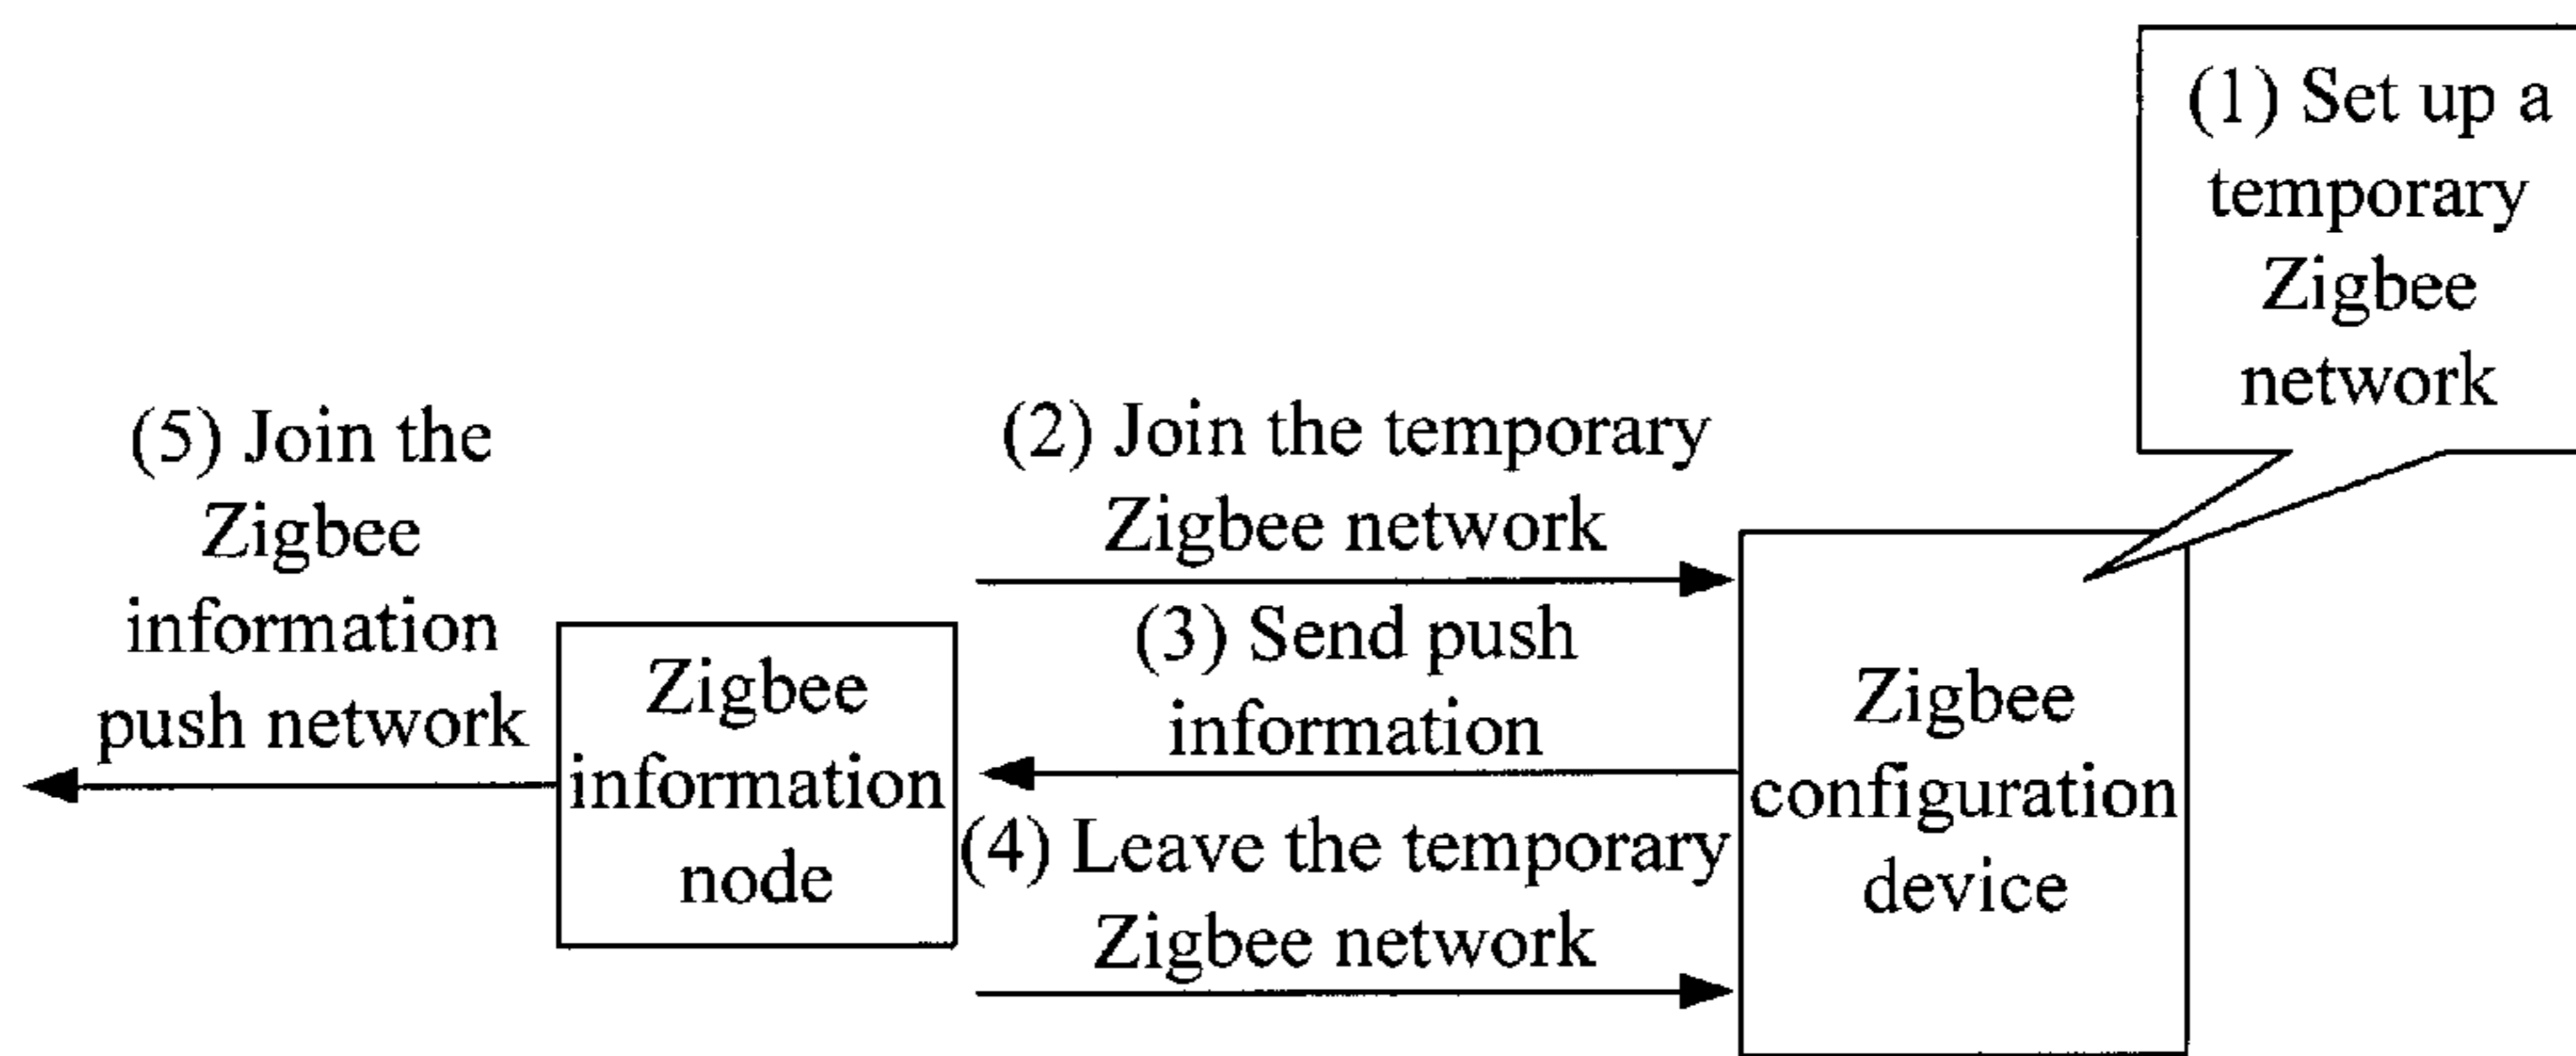 (1) Set up a
temporary
Zigbee
network
(5) Join the
Zigbee
information
push network
(2) Join the temporary
Zigbee network
(3) Send push
information
(4) Leave the temporary
Zigbee network
Zigbee
information
node
Zigbee
configuration
device